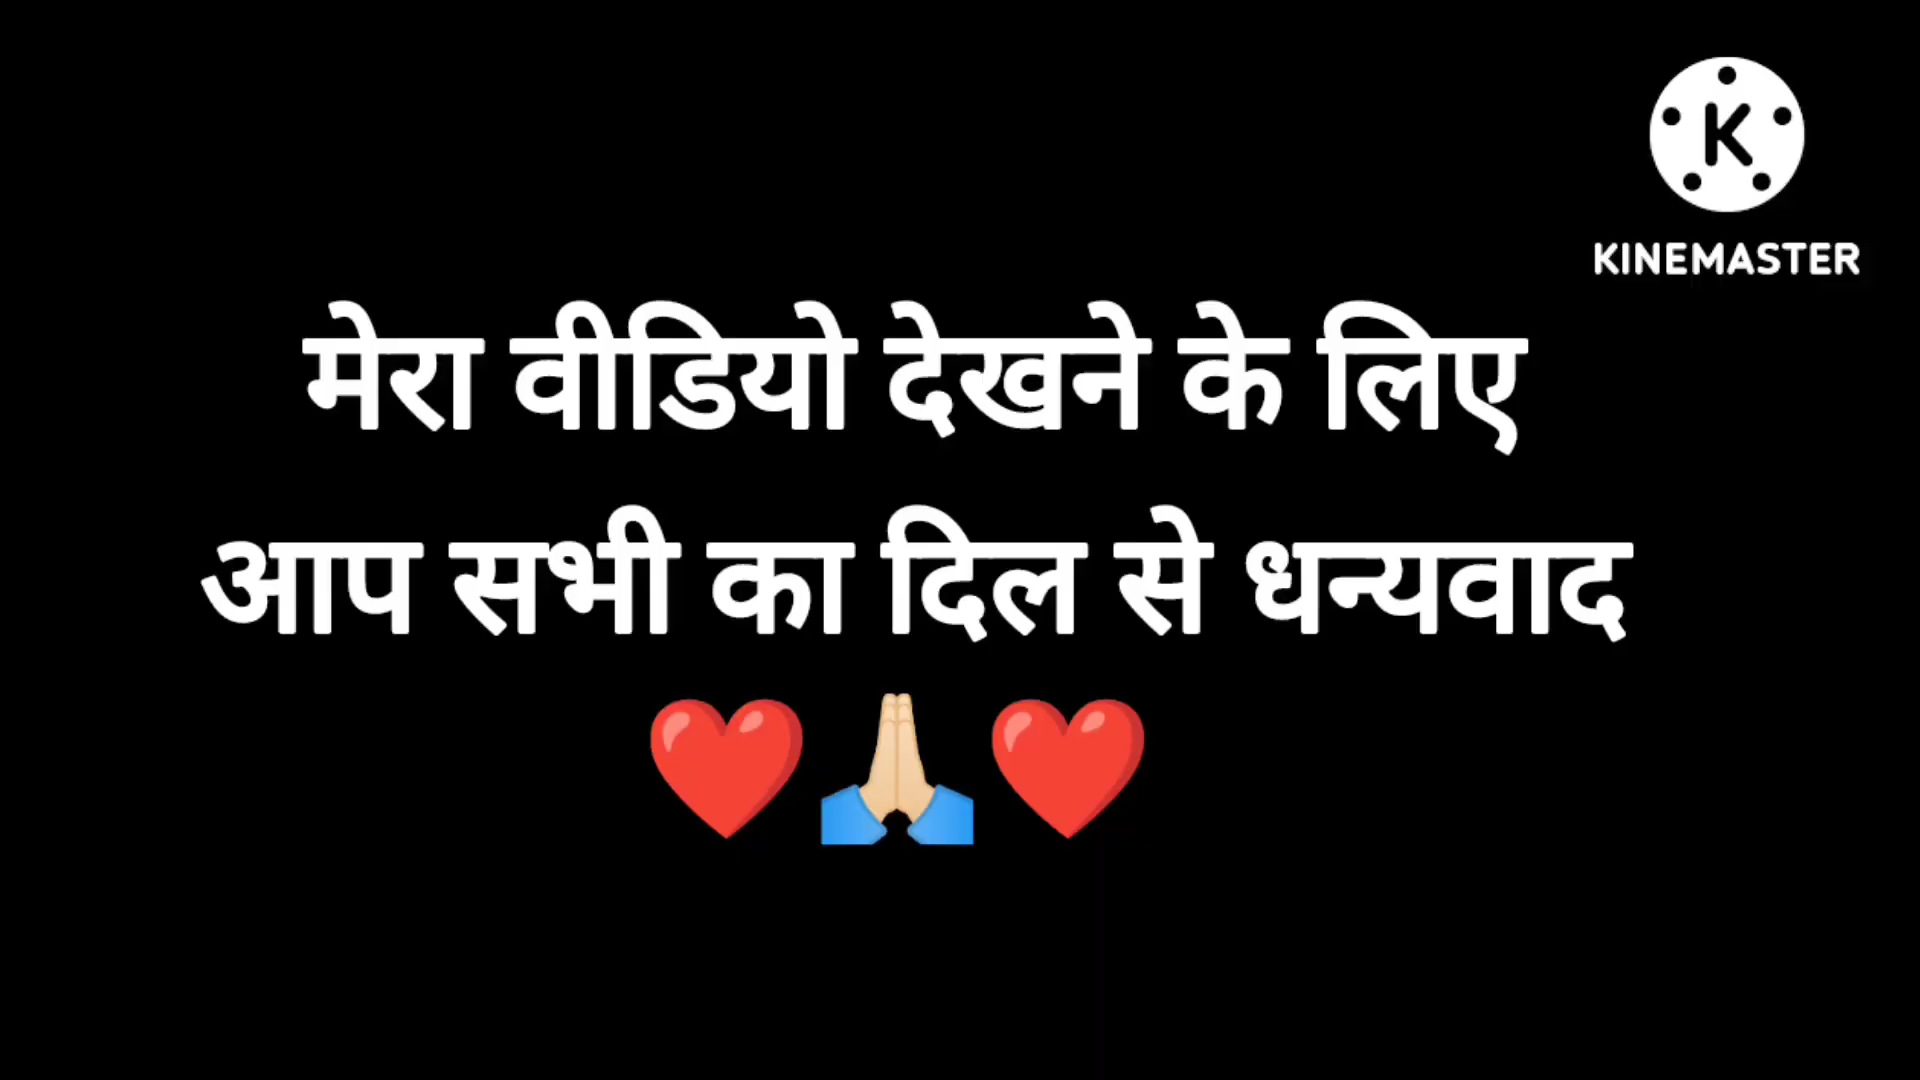 KINEMASTER
मेरा वीडियो देखने के लिए
आप सभी का दिल से धन्यवाद
❤️🙏🏻❤️